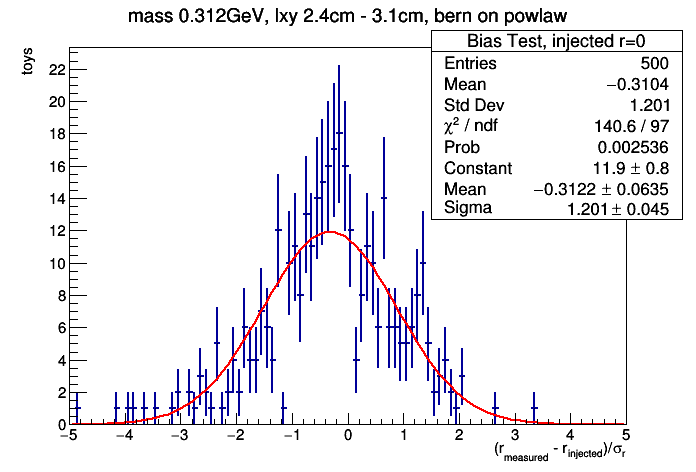 mass 0.312GeV, lxy 2.4cm - 3.1cm, bern on powlaw
Bias Test, injected r=0
Entries 500
Mean −0.3104
Std Dev 1.201
χ² / ndf 140.6 / 97
Prob 0.002536
Constant 11.9 ± 0.8
Mean −0.3122 ± 0.0635
Sigma 1.201 ± 0.045
toys
22
20
18
16
14
12
10
8
6
4
2
0
−5 −4 −3 −2 −1 0 1 2 3 4 5
(r_measured - r_injected)/σ_r